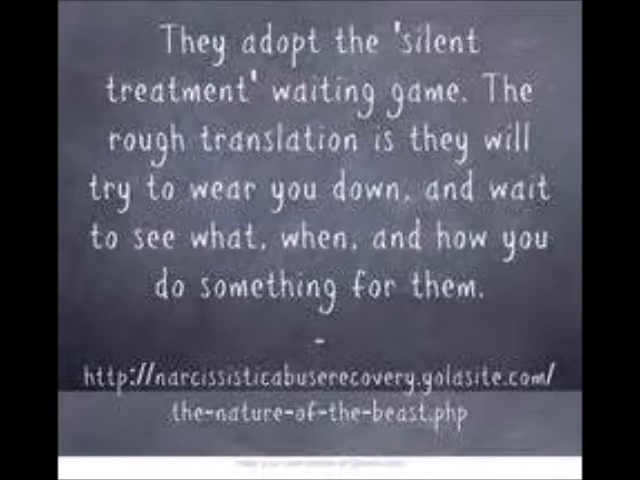 They adopt the 'silent
treatment' waiting game. The
rough translation is they will
try to wear you down, and wait
to see what, when, and how you
do something for them.
-
http://narcissisticabuserecovery.yolasite.com/
the-nature-of-the-beast.php